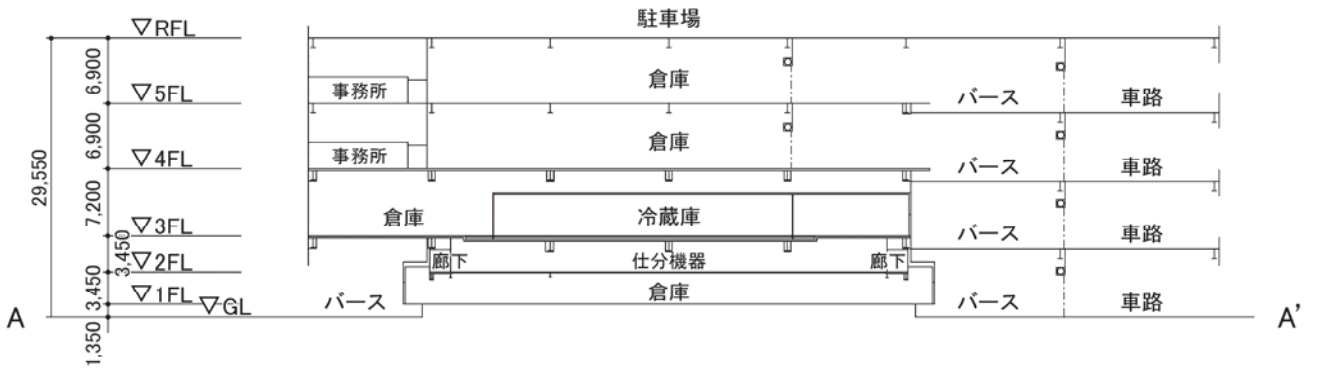 駐車場
▽RFL
6,900
倉庫
事務所
▽5FL
バース
車路
6,900
倉庫
事務所
▽4FL
バース
車路
29,550
7,200
倉庫
冷蔵庫
▽3FL
バース
車路
3,450
廊下
仕分機器
廊下
▽2FL
3,450
倉庫
▽1FL
▽GL
バース
バース
車路
A
A'
1,350